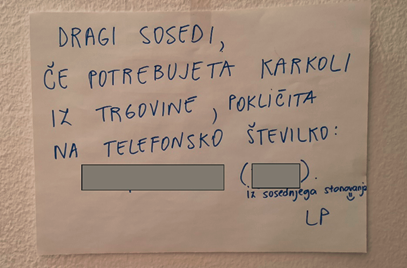 DRAGI SOSEDI,
ČE POTREBUJETA KARKOLI
IZ TRGOVINE, POKLIČITA
NA TELEFONSKO ŠTEVILKO:
( ).
iz sosednjega stanovanja
LP